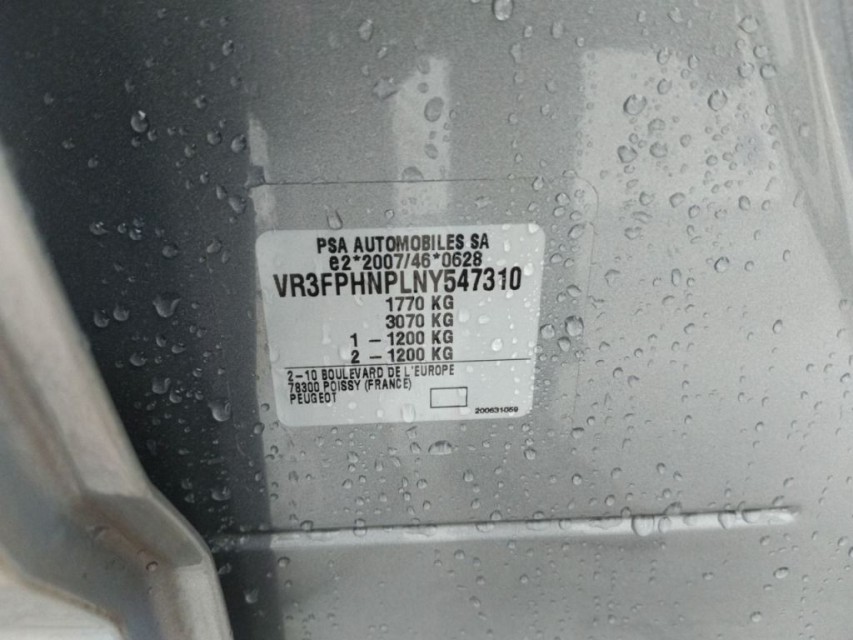 PSA AUTOMOBILES SA
e2*2007/46*0628
VR3FPHNPLNY547310
1770 KG
3070 KG
1 - 1200 KG
2 - 1200 KG
2-10 BOULEVARD DE L'EUROPE
78300 POISSY (FRANCE)
PEUGEOT
200631059